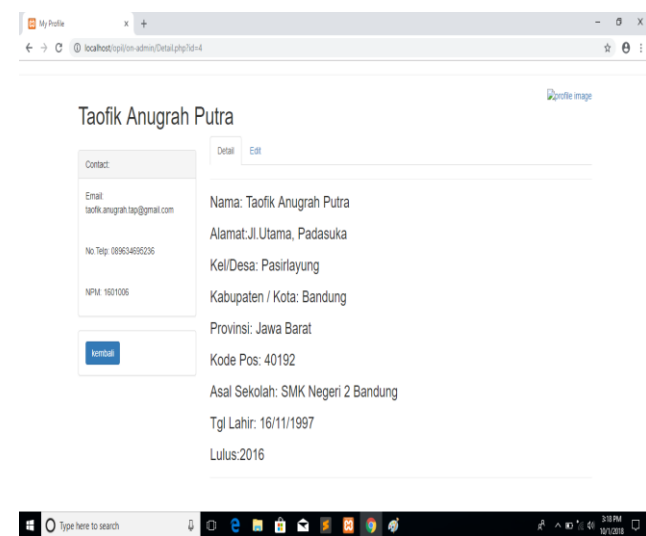 My Profile
localhost/opil/on-admin/Detail.php?id=4
profile image
Taofik Anugrah Putra
Detail Edit
Contact:
Email:
taofik.anugrah.tap@gmail.com
No.Telp: 089634695236
NPM: 1601006
kembali
Nama: Taofik Anugrah Putra
Alamat:Jl.Utama, Padasuka
Kel/Desa: Pasirlayung
Kabupaten / Kota: Bandung
Provinsi: Jawa Barat
Kode Pos: 40192
Asal Sekolah: SMK Negeri 2 Bandung
Tgl Lahir: 16/11/1997
Lulus:2016
Type here to search
3:18 PM
10/1/2018